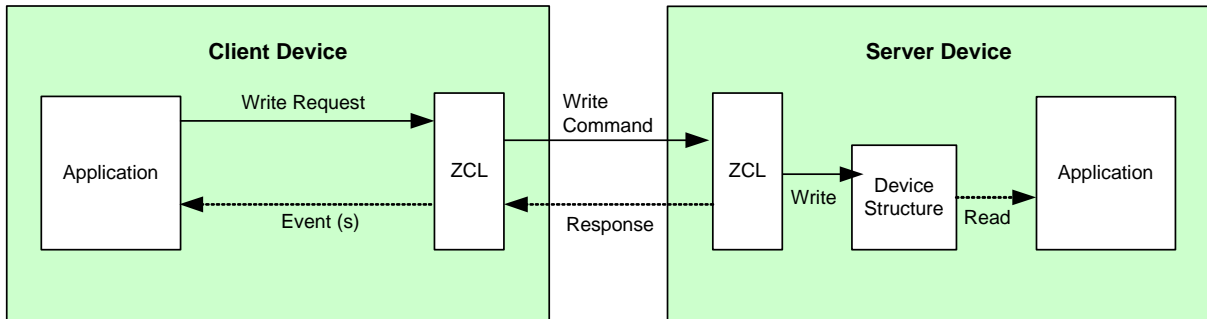 Client Device
Application
Write Request
Event (s)
ZCL
Write
Command
Response
Server Device
ZCL
Write
Device
Structure
Read
Application